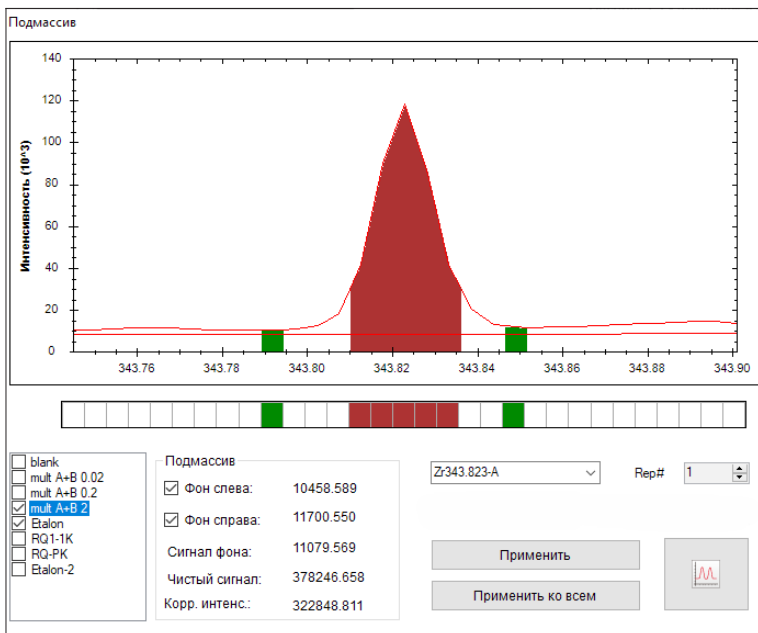 Подмассив
Интенсивность (10^3)
140
120
100
80
60
40
20
0
343.76 343.78 343.80 343.82 343.84 343.86 343.88 343.90
blank
mult A+B 0.02
mult A+B 0.2
mult A+B 2
Etalon
RQ1-1K
RQ-PK
Etalon-2
Подмассив
Фон слева: 10458.589
Фон справа: 11700.550
Сигнал фона: 11079.569
Чистый сигнал: 378246.658
Корр. интенс.: 322848.811
Zr343.823-A
Rep# 1
Применить
Применить ко всем